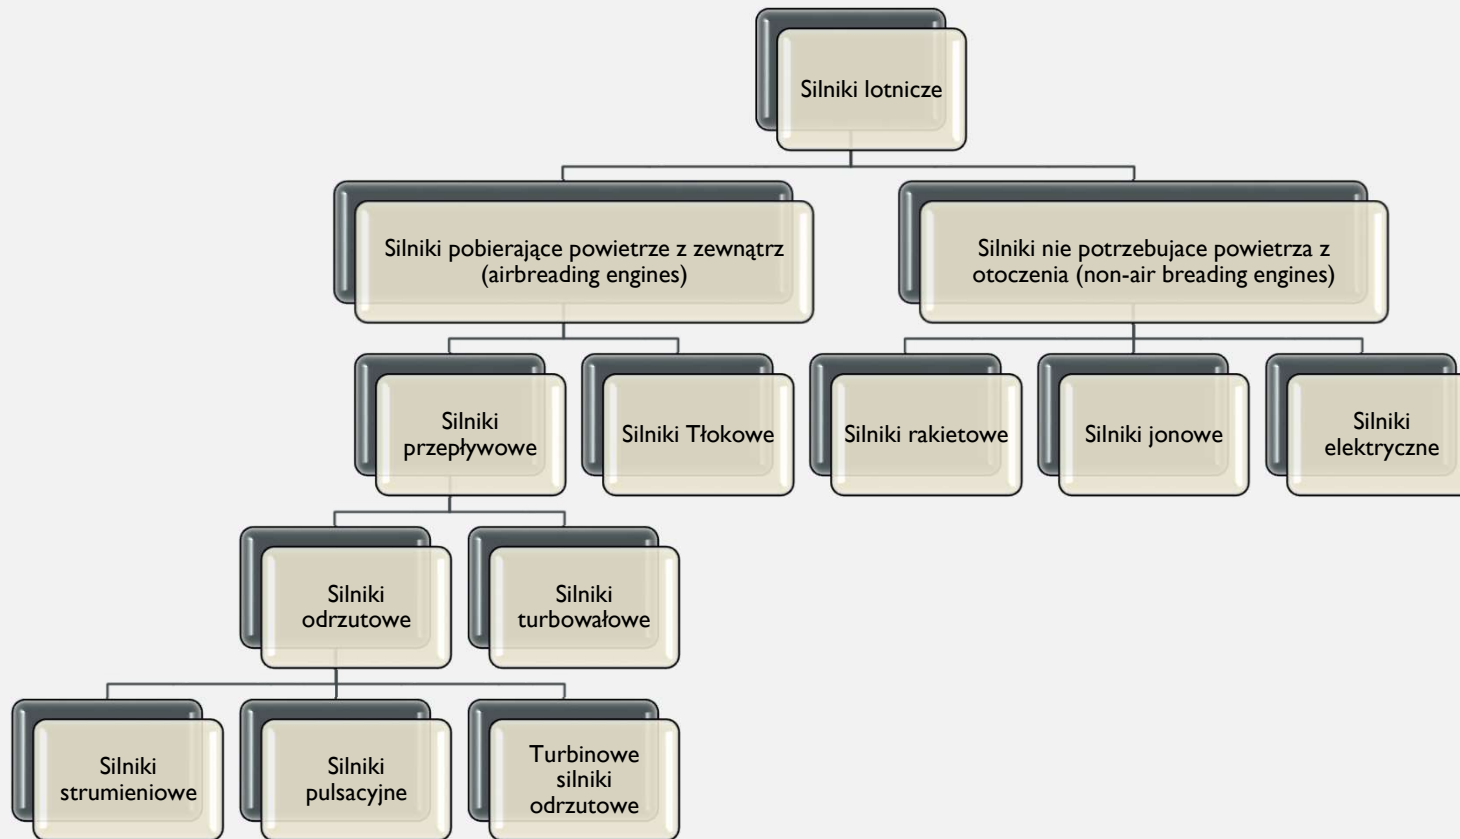 Silniki lotnicze
Silniki pobierające powietrze z zewnątrz
(airbreading engines)
Silniki nie potrzebujace powietrza z
otoczenia (non-air breading engines)
Silniki
przepływowe
Silniki Tłokowe
Silniki rakietowe
Silniki jonowe
Silniki
elektryczne
Silniki
odrzutowe
Silniki
turbowałowe
Silniki
strumieniowe
Silniki
pulsacyjne
Turbinowe
silniki
odrzutowe